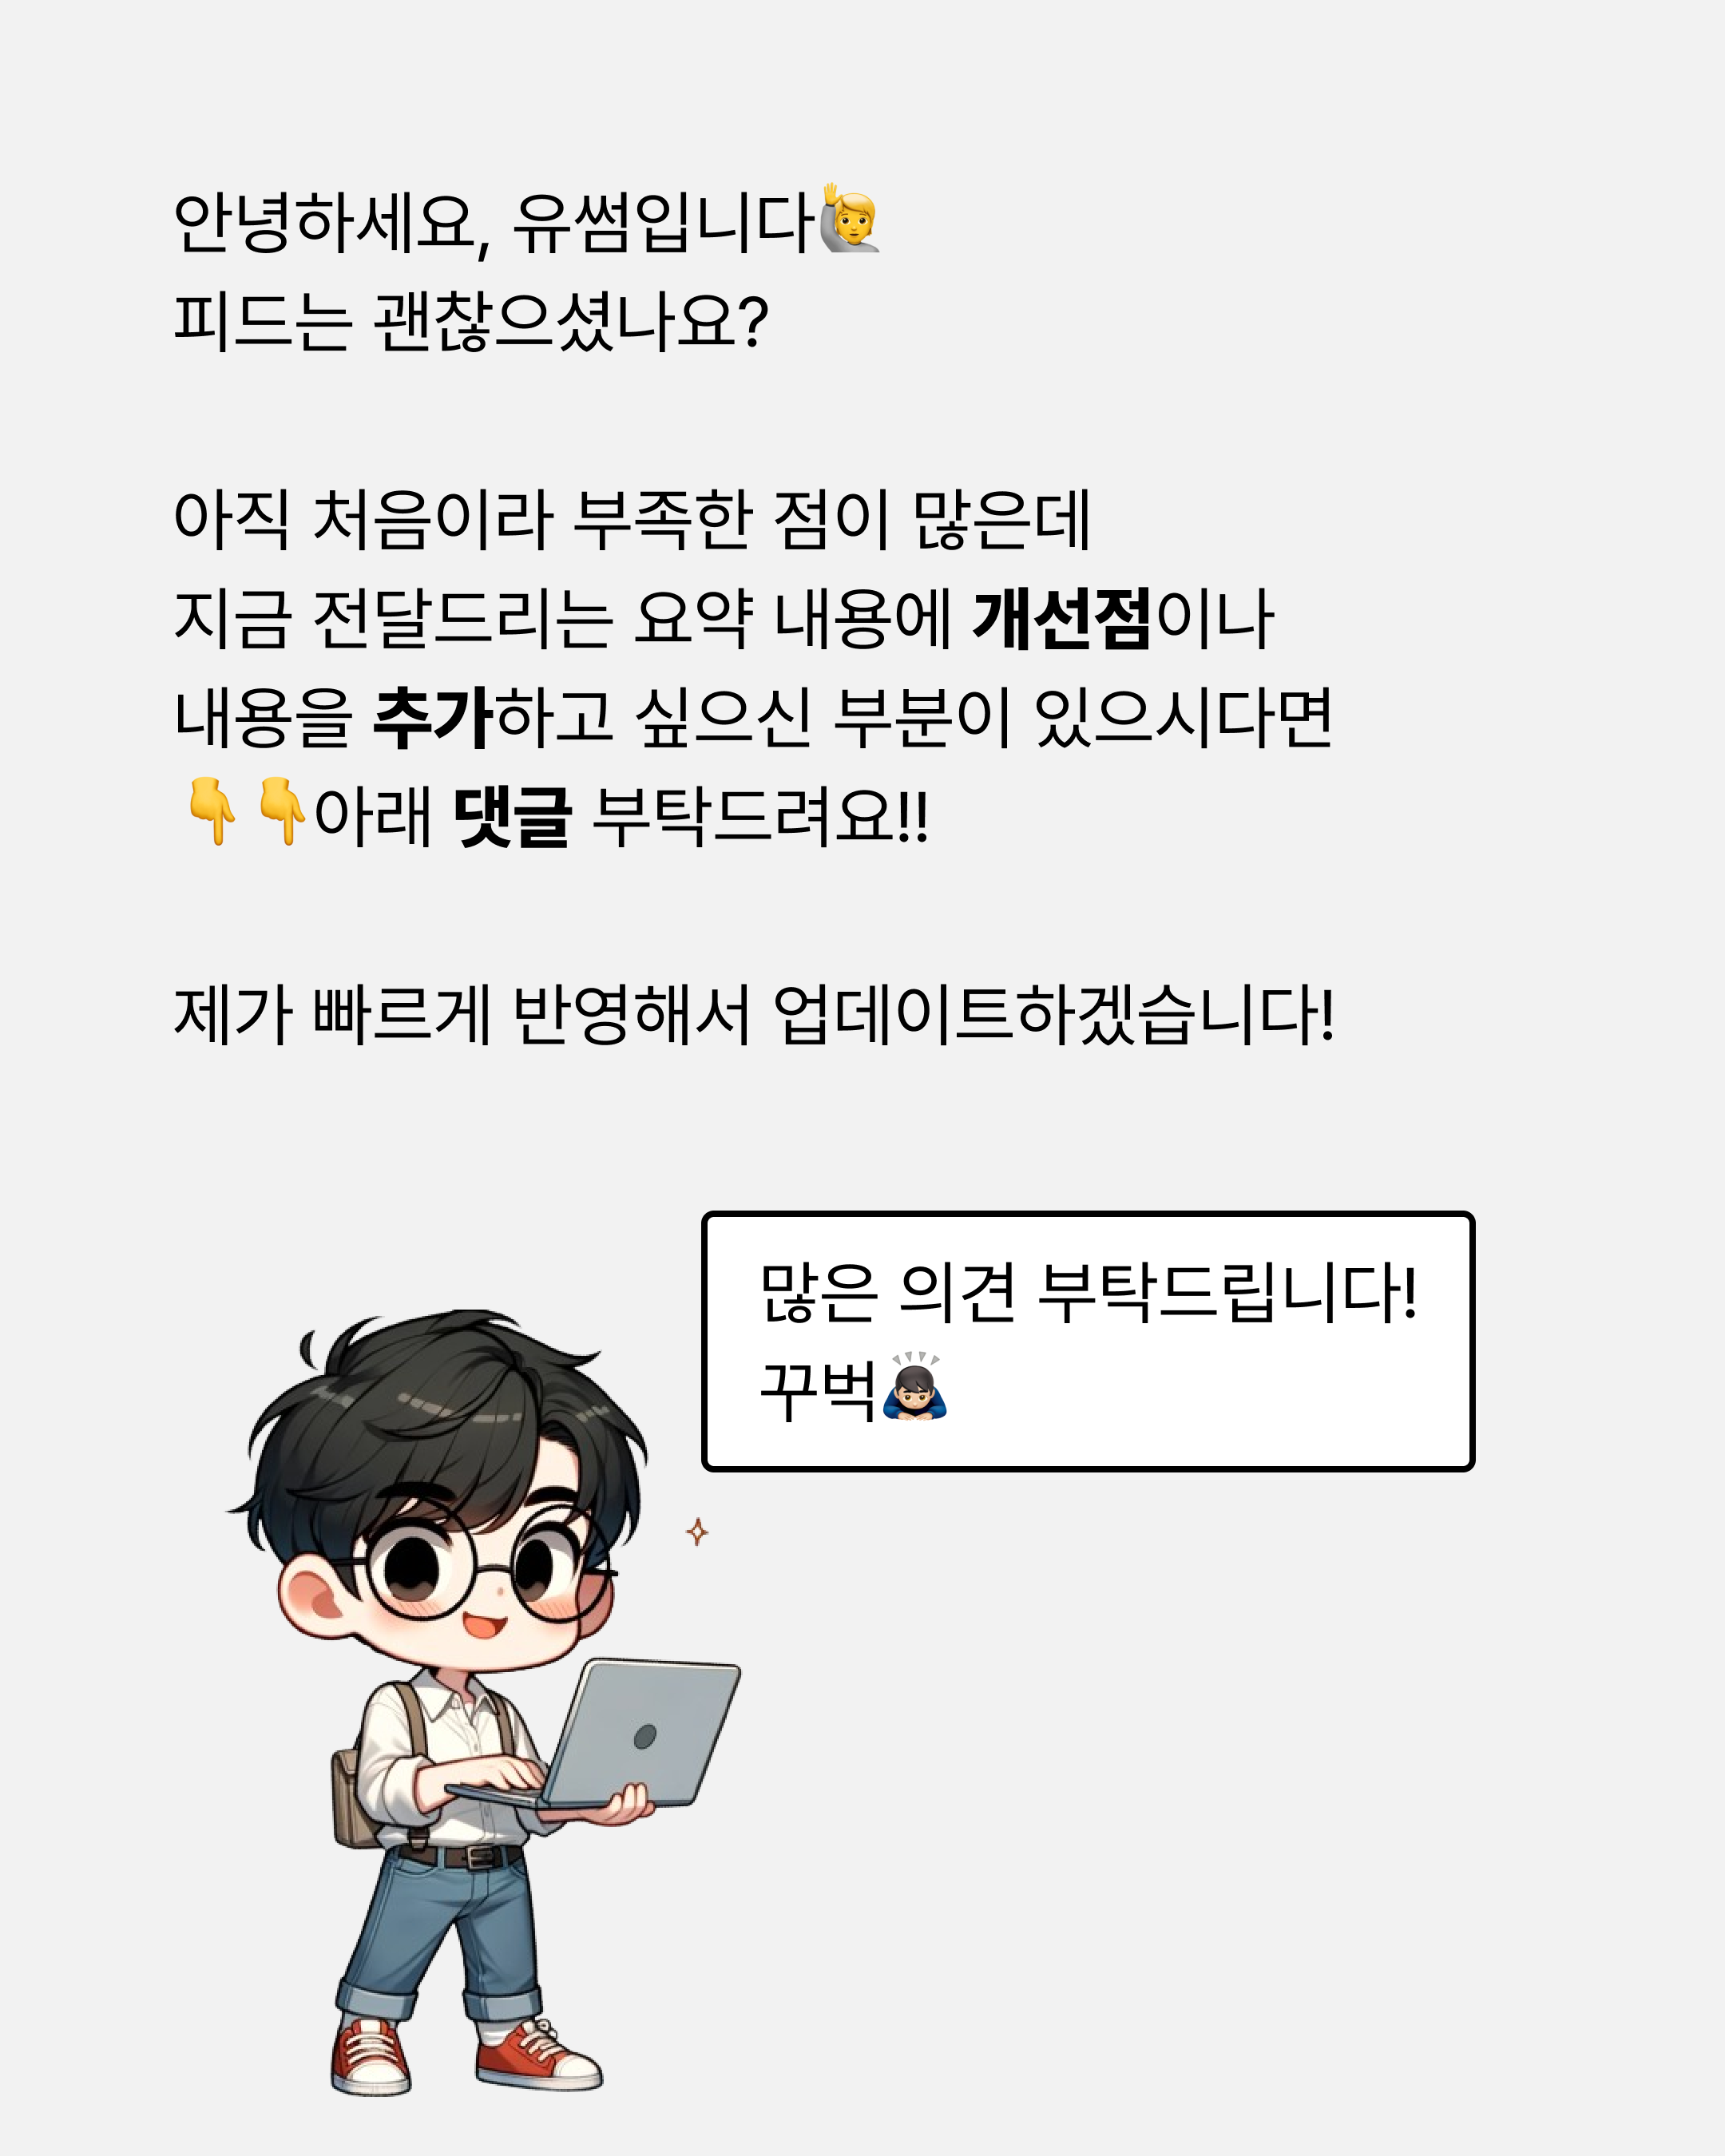 안녕하세요, 유썸입니다🙋
피드는 괜찮으셨나요?
아직 처음이라 부족한 점이 많은데
지금 전달드리는 요약 내용에 개선점이나
내용을 추가하고 싶으신 부분이 있으시다면
👇👇아래 댓글 부탁드려요!!
제가 빠르게 반영해서 업데이트하겠습니다!
많은 의견 부탁드립니다!
꾸벅🙇🏻‍♂️